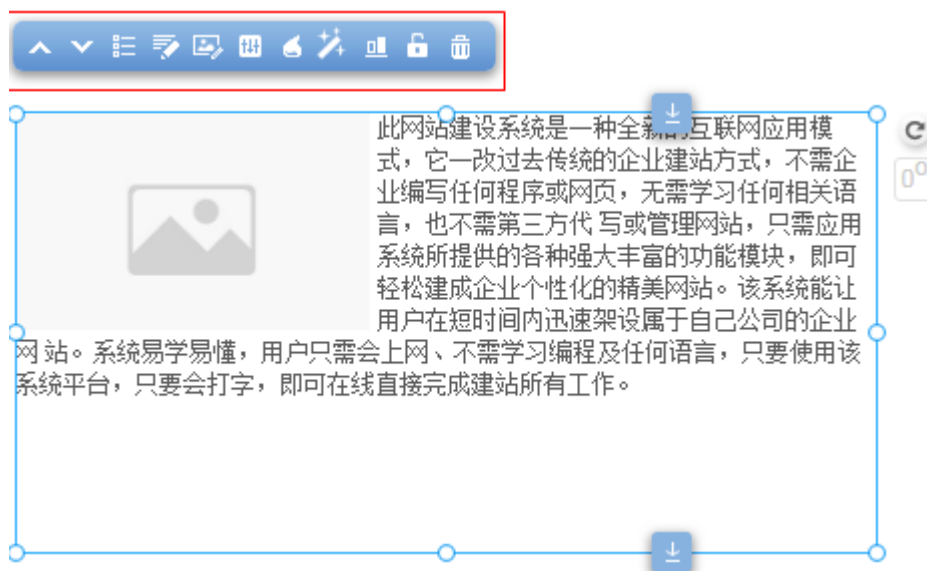 此网站建设系统是一种全新的互联网应用模
式，它一改过去传统的企业建站方式，不需企
业编写任何程序或网页，无需学习任何相关语
言，也不需第三方代 写或管理网站，只需应用
系统所提供的各种强大丰富的功能模块，即可
轻松建成企业个性化的精美网站。该系统能让
用户在短时间内迅速架设属于自己公司的企业
网 站。系统易学易懂，用户只需会上网、不需学习编程及任何语言，只要使用该
系统平台，只要会打字，即可在线直接完成建站所有工作。
0°